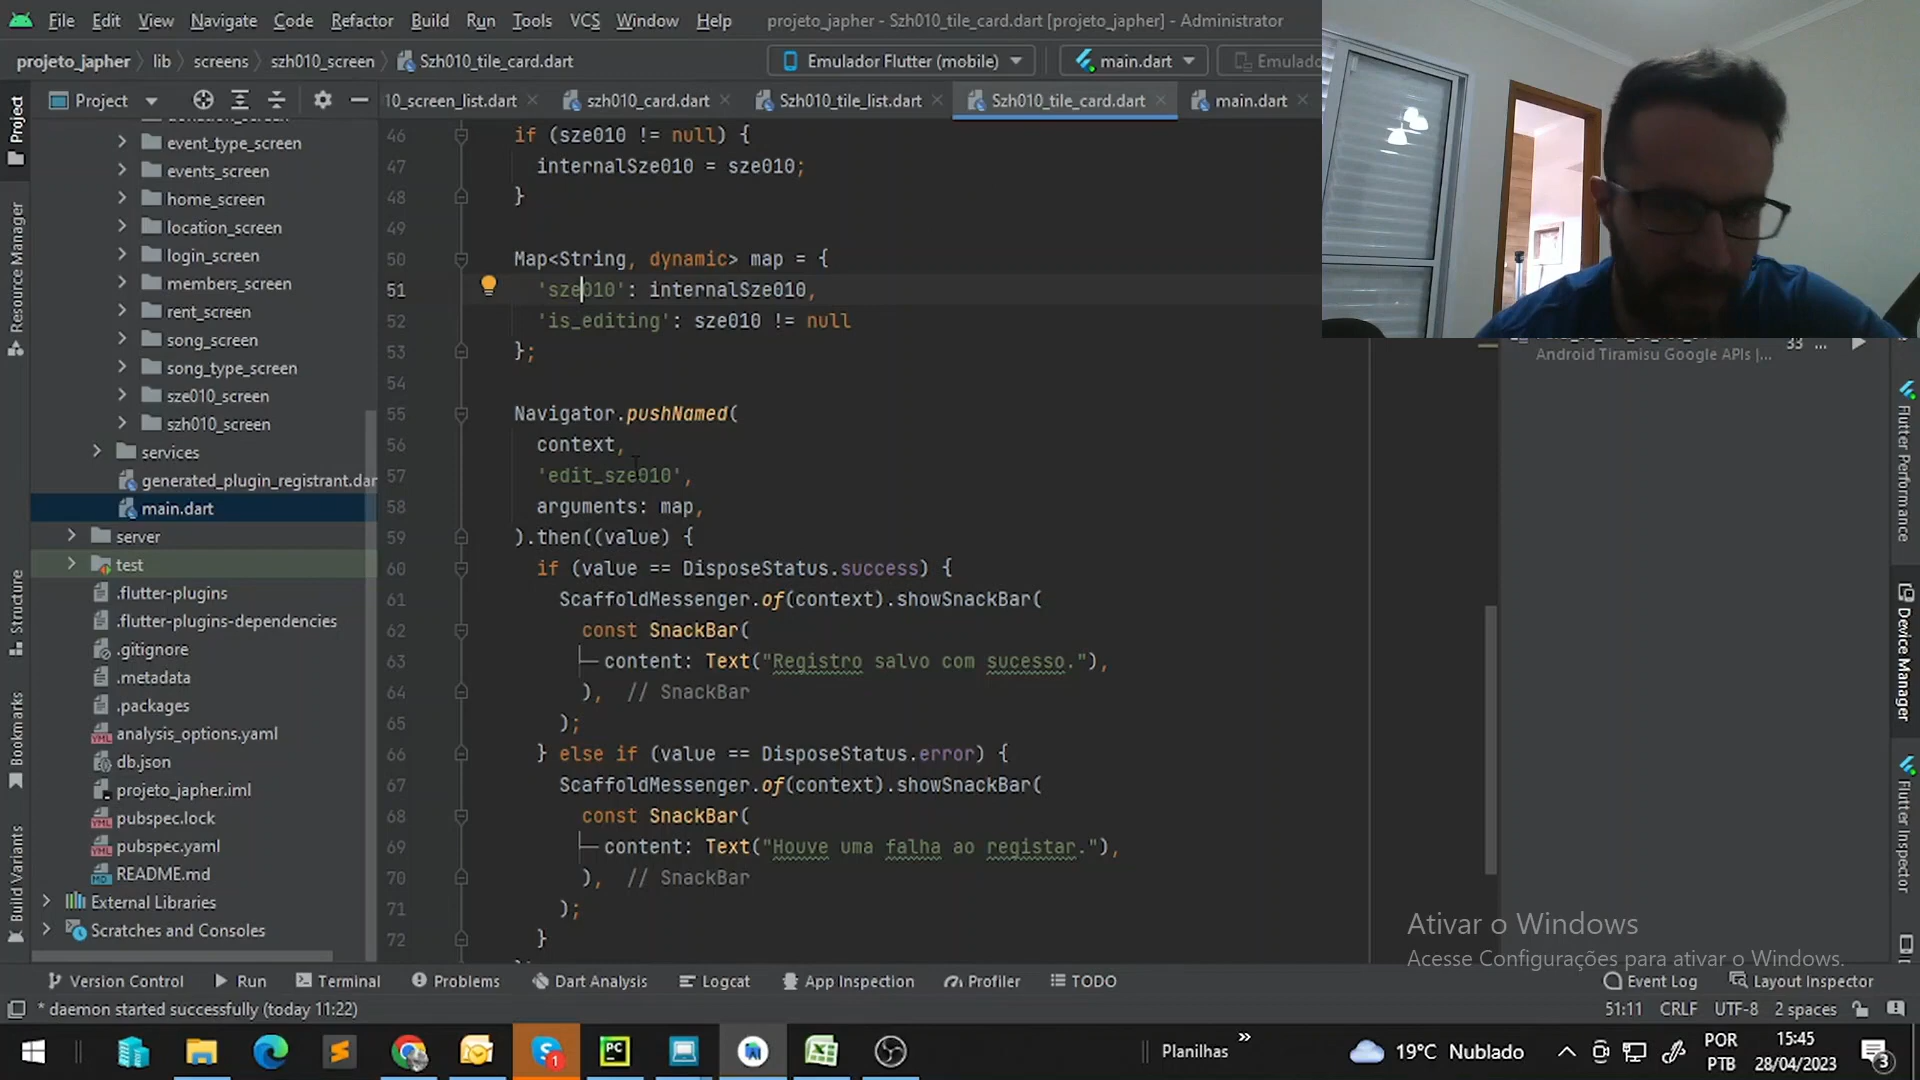 File Edit View Navigate Code Refactor Build Run Tools VCS Window Help projeto_japher - Szh010_tile_card.dart [projeto_japher] - Administrator
projeto_japher lib screens szh010_screen Szh010_tile_card.dart Emulador Flutter (mobile) main.dart Emulado
Project 10_screen_list.dart szh010_card.dart Szh010_tile_list.dart Szh010_tile_card.dart main.dart
event_type_screen
events_screen
home_screen
location_screen
login_screen
members_screen
rent_screen
song_screen
song_type_screen
sze010_screen
szh010_screen
services
generated_plugin_registrant.dar
main.dart
server
test
.flutter-plugins
.flutter-plugins-dependencies
.gitignore
.metadata
.packages
analysis_options.yaml
db.json
projeto_japher.iml
pubspec.lock
pubspec.yaml
README.md
External Libraries
Scratches and Consoles
46 if (sze010 != null) {
47 internalSze010 = sze010;
48 }
49
50 Map<String, dynamic> map = {
51 'sze010': internalSze010,
52 'is_editing': sze010 != null
53 };
54
55 Navigator.pushNamed(
56 context,
57 'edit_sze010',
58 arguments: map,
59 ).then((value) {
60 if (value == DisposeStatus.success) {
61 ScaffoldMessenger.of(context).showSnackBar(
62 const SnackBar(
63 content: Text("Registro salvo com sucesso."),
64 ), // SnackBar
65 );
66 } else if (value == DisposeStatus.error) {
67 ScaffoldMessenger.of(context).showSnackBar(
68 const SnackBar(
69 content: Text("Houve uma falha ao registar."),
70 ), // SnackBar
71 );
72 }
33 ...
Android Tiramisu Google APIs |...
Project
Resource Manager
Structure
Bookmarks
Build Variants
Flutter Performance
Device Manager
Flutter Inspector
Ativar o Windows
Acesse Configurações para ativar o Windows.
Version Control Run Terminal Problems Dart Analysis Logcat App Inspection Profiler TODO Event Log Layout Inspector
* daemon started successfully (today 11:22) 51:11 CRLF UTF-8 2 spaces
Planilhas 19°C Nublado POR PTB 15:45 28/04/2023 3